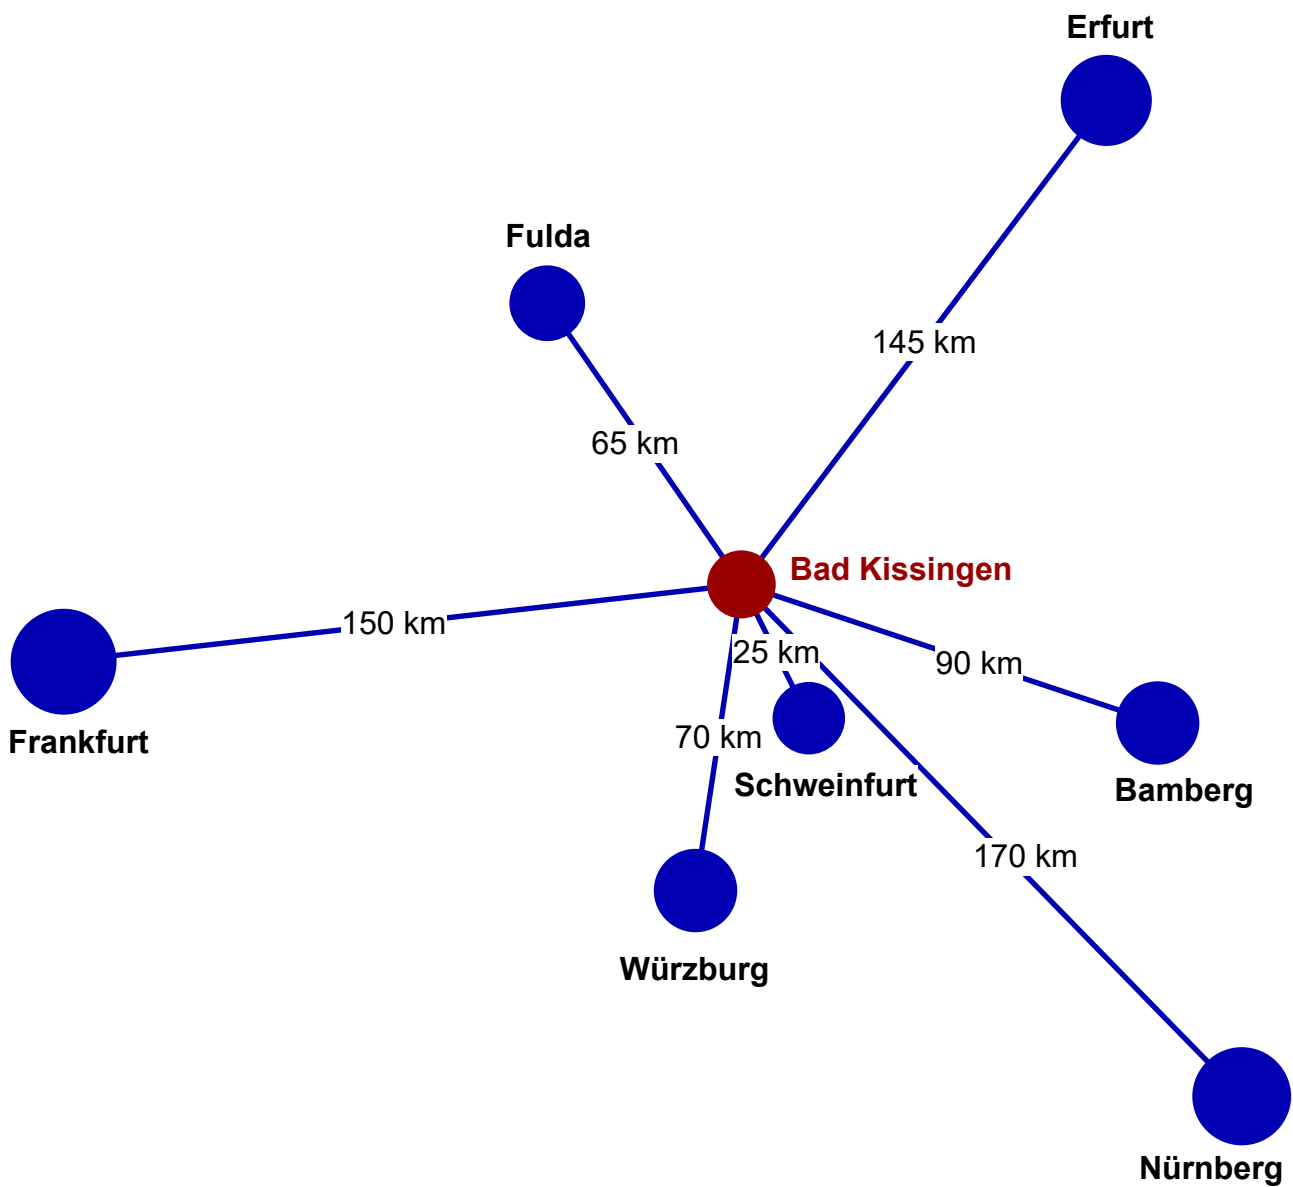 Erfurt
Fulda
145 km
65 km
Bad Kissingen
150 km
25 km
90 km
70 km
Frankfurt
Schweinfurt
Bamberg
170 km
Würzburg
Nürnberg